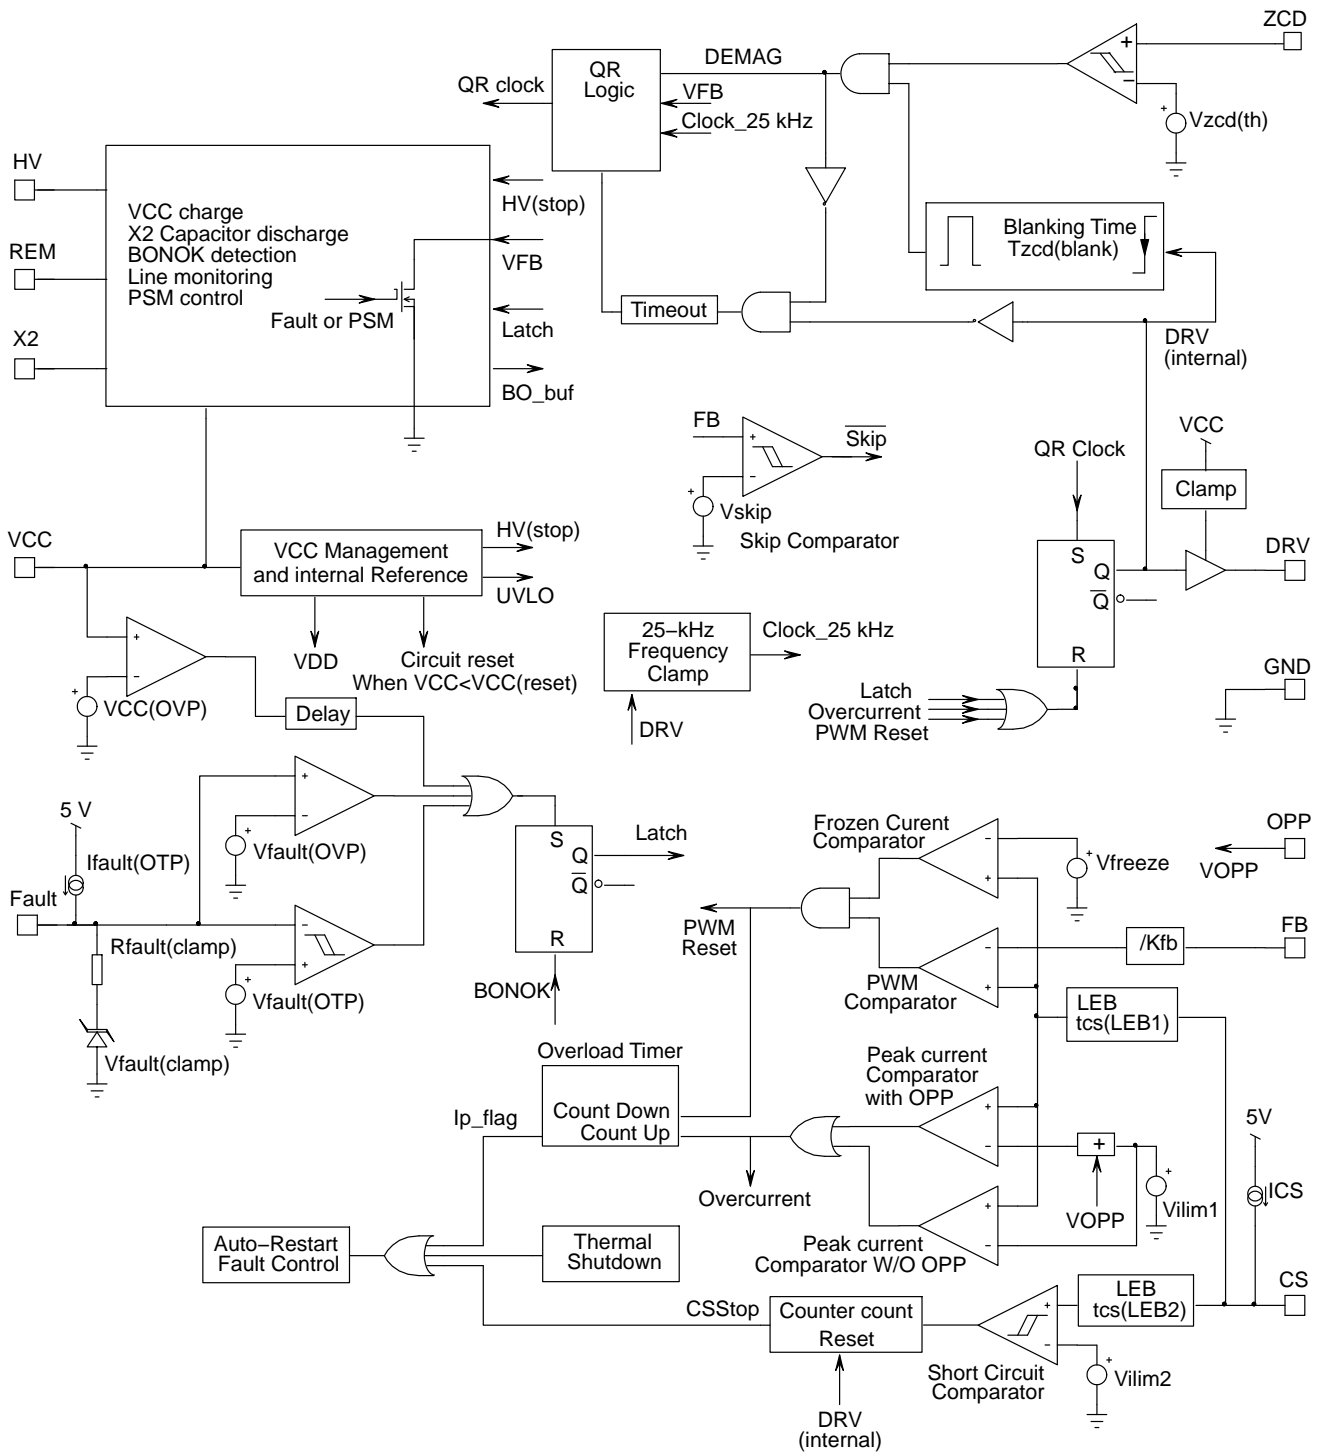 ZCD
DEMAG
QR
Logic
QR clock
VFB
Clock_25 kHz
+
−
+
Vzcd(th)
HV
REM
X2
VCC charge
X2 Capacitor discharge
BONOK detection
Line monitoring
PSM control
Fault or PSM
HV(stop)
VFB
Latch
BO_buf
Blanking Time
Tzcd(blank)
Timeout
DRV
(internal)
FB
+
−
Skip
+
Vskip
Skip Comparator
QR Clock
VCC
Clamp
VCC
VCC Management
and internal Reference
HV(stop)
UVLO
S
Q
Q
R
DRV
+
−
+
VCC(OVP)
VDD
Circuit reset
When VCC<VCC(reset)
25−kHz
Frequency
Clamp
Clock_25 kHz
DRV
Latch
Overcurrent
PWM Reset
GND
Delay
5 V
Ifault(OTP)
Fault
+
−
+
Vfault(OVP)
S
Q
Q
R
Latch
BONOK
Rfault(clamp)
−
+
+
Vfault(OTP)
Vfault(clamp)
Frozen Curent
Comparator
−
+
+
Vfreeze
OPP
VOPP
PWM
Reset
FB
/Kfb
−
+
PWM
Comparator
LEB
tcs(LEB1)
Overload Timer
Count Down
Count Up
Ip_flag
Peak current
Comparator
with OPP
+
−
+
5V
ICS
Overcurrent
VOPP
+
Vilim1
+
−
Peak current
Comparator W/O OPP
Auto−Restart
Fault Control
Thermal
Shutdown
CS
LEB
tcs(LEB2)
CSStop
Counter count
Reset
+
−
+
Short Circuit
Comparator
Vilim2
DRV
(internal)